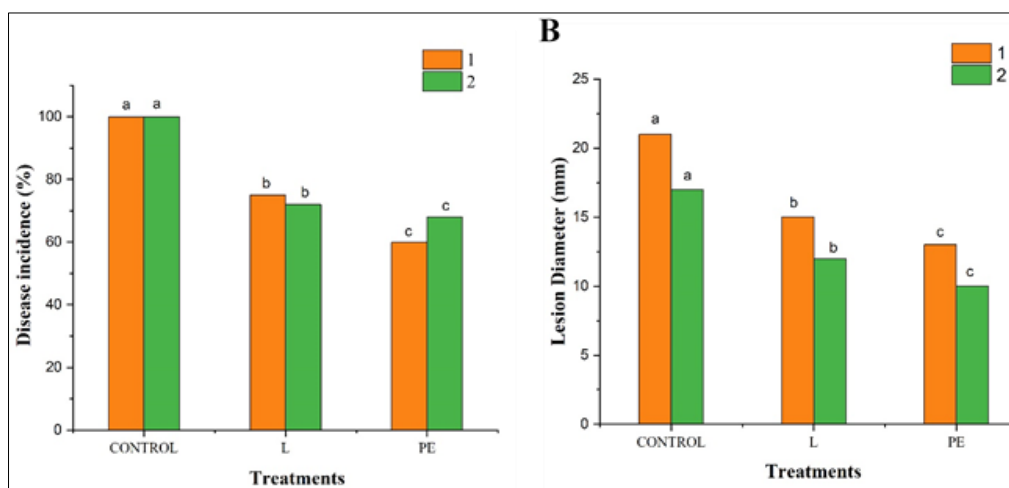 1
2
Disease incidence (%)
100
80
60
40
20
0
a a
b b
c c
CONTROL L PE
Treatments
B
1
2
Lesion Diameter (mm)
25
20
15
10
5
0
a
a
b
b
c
c
CONTROL L PE
Treatments